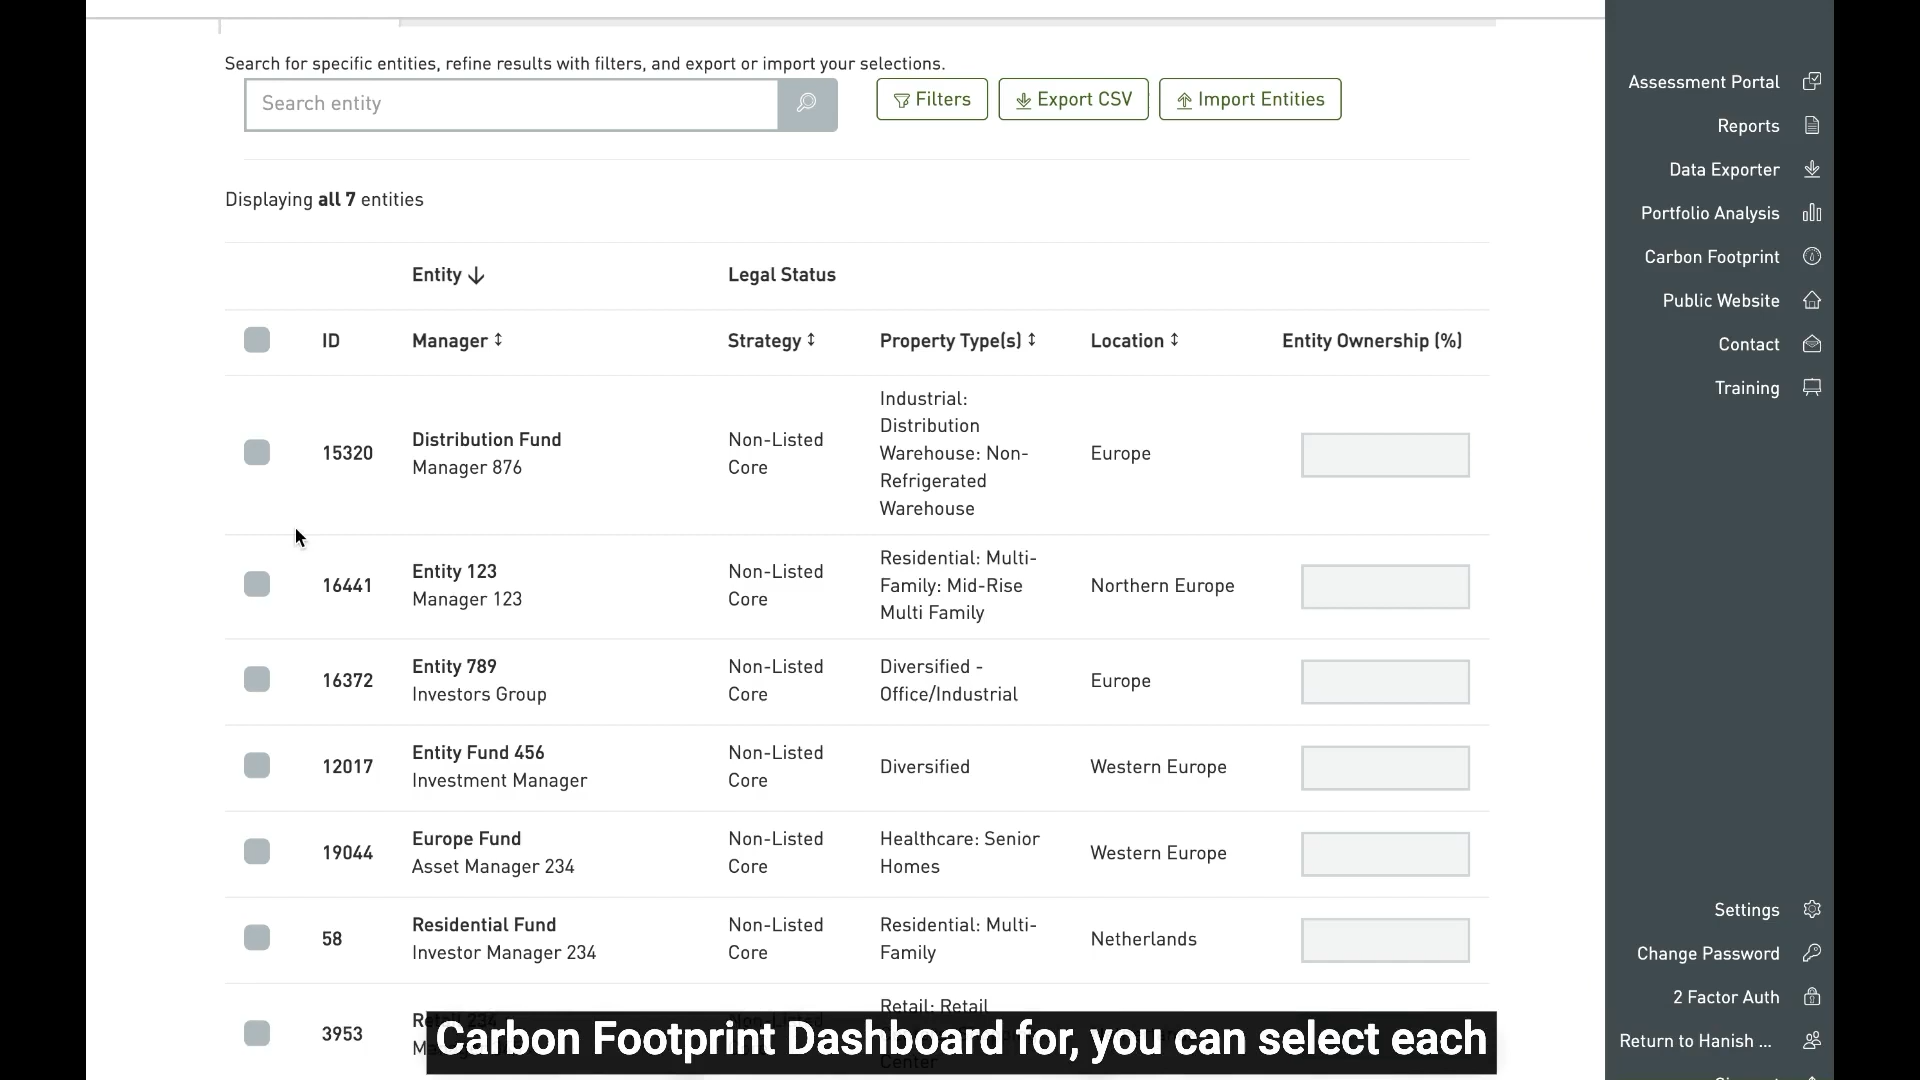 Search for specific entities, refine results with filters, and export or import your selections.
Search entity
Filters
Export CSV
Import Entities
Displaying all 7 entities
Entity
Legal Status
ID
Manager
Strategy
Property Type(s)
Location
Entity Ownership (%)
15320
Distribution Fund
Manager 876
Non-Listed
Core
Industrial:
Distribution
Warehouse: Non-
Refrigerated
Warehouse
Europe
16441
Entity 123
Manager 123
Non-Listed
Core
Residential: Multi-
Family: Mid-Rise
Multi Family
Northern Europe
16372
Entity 789
Investors Group
Non-Listed
Core
Diversified -
Office/Industrial
Europe
12017
Entity Fund 456
Investment Manager
Non-Listed
Core
Diversified
Western Europe
19044
Europe Fund
Asset Manager 234
Non-Listed
Core
Healthcare: Senior
Homes
Western Europe
58
Residential Fund
Investor Manager 234
Non-Listed
Core
Residential: Multi-
Family
Netherlands
3953
Retail: Retail
Center
Carbon Footprint Dashboard for, you can select each
Assessment Portal
Reports
Data Exporter
Portfolio Analysis
Carbon Footprint
Public Website
Contact
Training
Settings
Change Password
2 Factor Auth
Return to Hanish ...